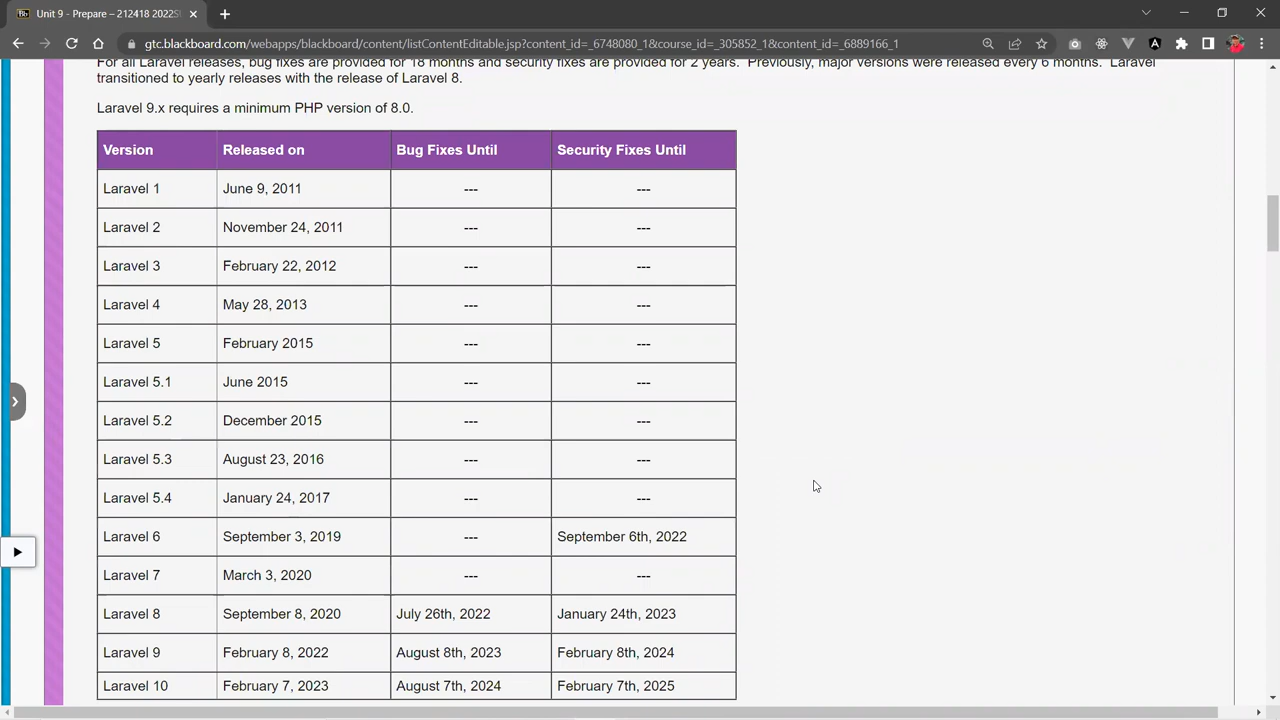 Unit 9 - Prepare – 212418 2022S
gtc.blackboard.com/webapps/blackboard/content/listContentEditable.jsp?content_id=_6748080_1&course_id=_305852_1&content_id=_6889166_1
For all Laravel releases, bug fixes are provided for 18 months and security fixes are provided for 2 years. Previously, major versions were released every 6 months. Laravel
transitioned to yearly releases with the release of Laravel 8.
Laravel 9.x requires a minimum PHP version of 8.0.
Version Released on Bug Fixes Until Security Fixes Until
Laravel 1 June 9, 2011 --- ---
Laravel 2 November 24, 2011 --- ---
Laravel 3 February 22, 2012 --- ---
Laravel 4 May 28, 2013 --- ---
Laravel 5 February 2015 --- ---
Laravel 5.1 June 2015 --- ---
Laravel 5.2 December 2015 --- ---
Laravel 5.3 August 23, 2016 --- ---
Laravel 5.4 January 24, 2017 --- ---
Laravel 6 September 3, 2019 --- September 6th, 2022
Laravel 7 March 3, 2020 --- ---
Laravel 8 September 8, 2020 July 26th, 2022 January 24th, 2023
Laravel 9 February 8, 2022 August 8th, 2023 February 8th, 2024
Laravel 10 February 7, 2023 August 7th, 2024 February 7th, 2025